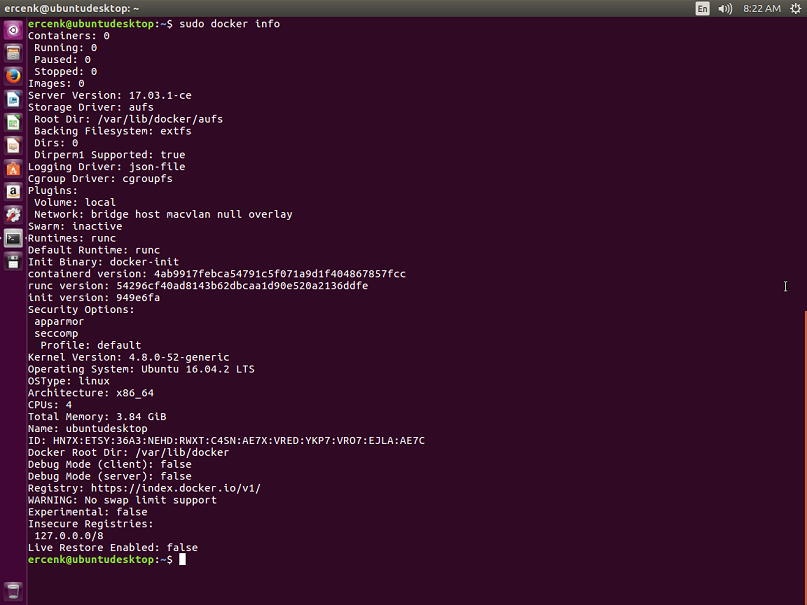 ercenk@ubuntudesktop: ~
En
8:22 AM
ercenk@ubuntudesktop:~$ sudo docker info
Containers: 0
Running: 0
Paused: 0
Stopped: 0
Images: 0
Server Version: 17.03.1-ce
Storage Driver: aufs
Root Dir: /var/lib/docker/aufs
Backing Filesystem: extfs
Dirs: 0
Dirperm1 Supported: true
Logging Driver: json-file
Cgroup Driver: cgroupfs
Plugins:
Volume: local
Network: bridge host macvlan null overlay
Swarm: inactive
Runtimes: runc
Default Runtime: runc
Init Binary: docker-init
containerd version: 4ab9917febca54791c5f071a9d1f404867857fcc
runc version: 54296cf40ad8143b62dbcaa1d90e520a2136ddfe
init version: 949e6fa
Security Options:
apparmor
seccomp
Profile: default
Kernel Version: 4.8.0-52-generic
Operating System: Ubuntu 16.04.2 LTS
OSType: linux
Architecture: x86_64
CPUs: 4
Total Memory: 3.84 GiB
Name: ubuntudesktop
ID: HN7X:ETSY:36A3:NEHD:RWXT:C4SN:AE7X:VRED:YKP7:VRO7:EJLA:AE7C
Docker Root Dir: /var/lib/docker
Debug Mode (client): false
Debug Mode (server): false
Registry: https://index.docker.io/v1/
WARNING: No swap limit support
Experimental: false
Insecure Registries:
127.0.0.0/8
Live Restore Enabled: false
ercenk@ubuntudesktop:~$